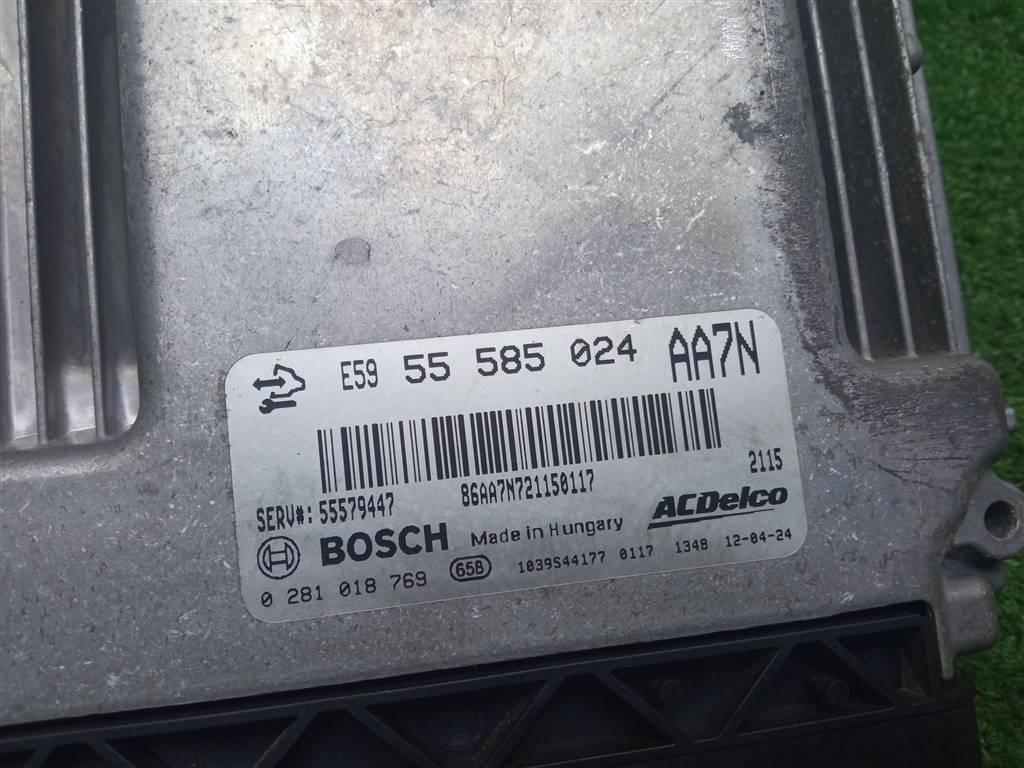 E59 55 585 024 AA7N
SERV#: 55579447 86AA7N721150117 2115
BOSCH Made in Hungary ACDelco
0 281 018 769 658 1039S44177 0117 1348 12-04-24